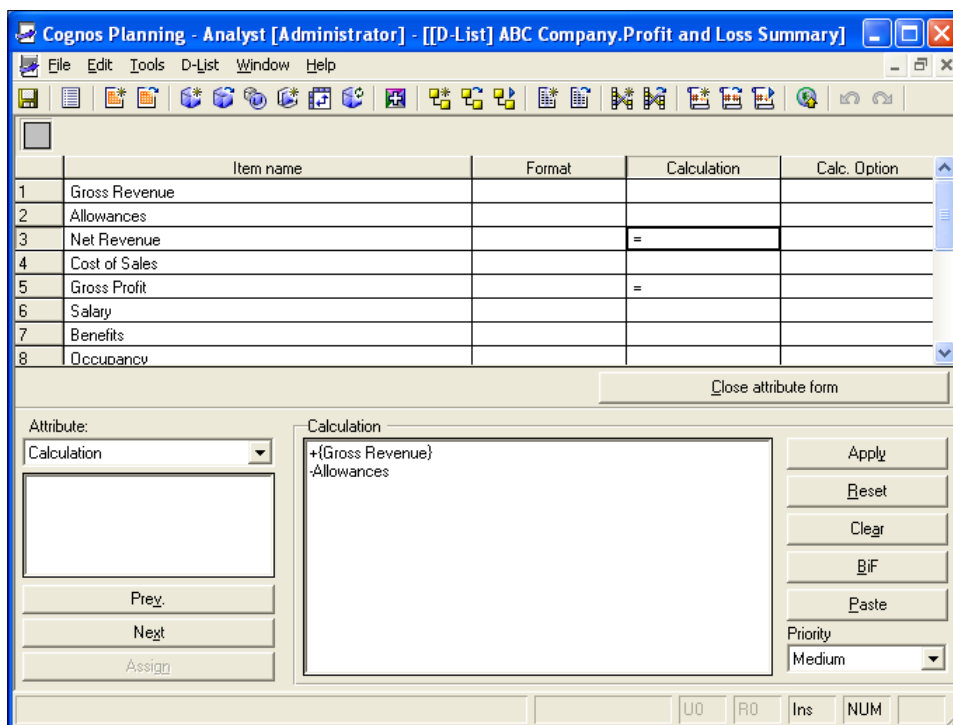 Cognos Planning - Analyst [Administrator] - [[D-List] ABC Company.Profit and Loss Summary]
File Edit Tools D-List Window Help
Item name Format Calculation Calc. Option
1 Gross Revenue
2 Allowances
3 Net Revenue =
4 Cost of Sales
5 Gross Profit =
6 Salary
7 Benefits
8 Occupancy
Close attribute form
Attribute: Calculation
Calculation +{Gross Revenue} Apply
-Allowances
Reset
Clear
BiF
Prev. Paste
Next Priority
Assign Medium
U0 R0 Ins NUM